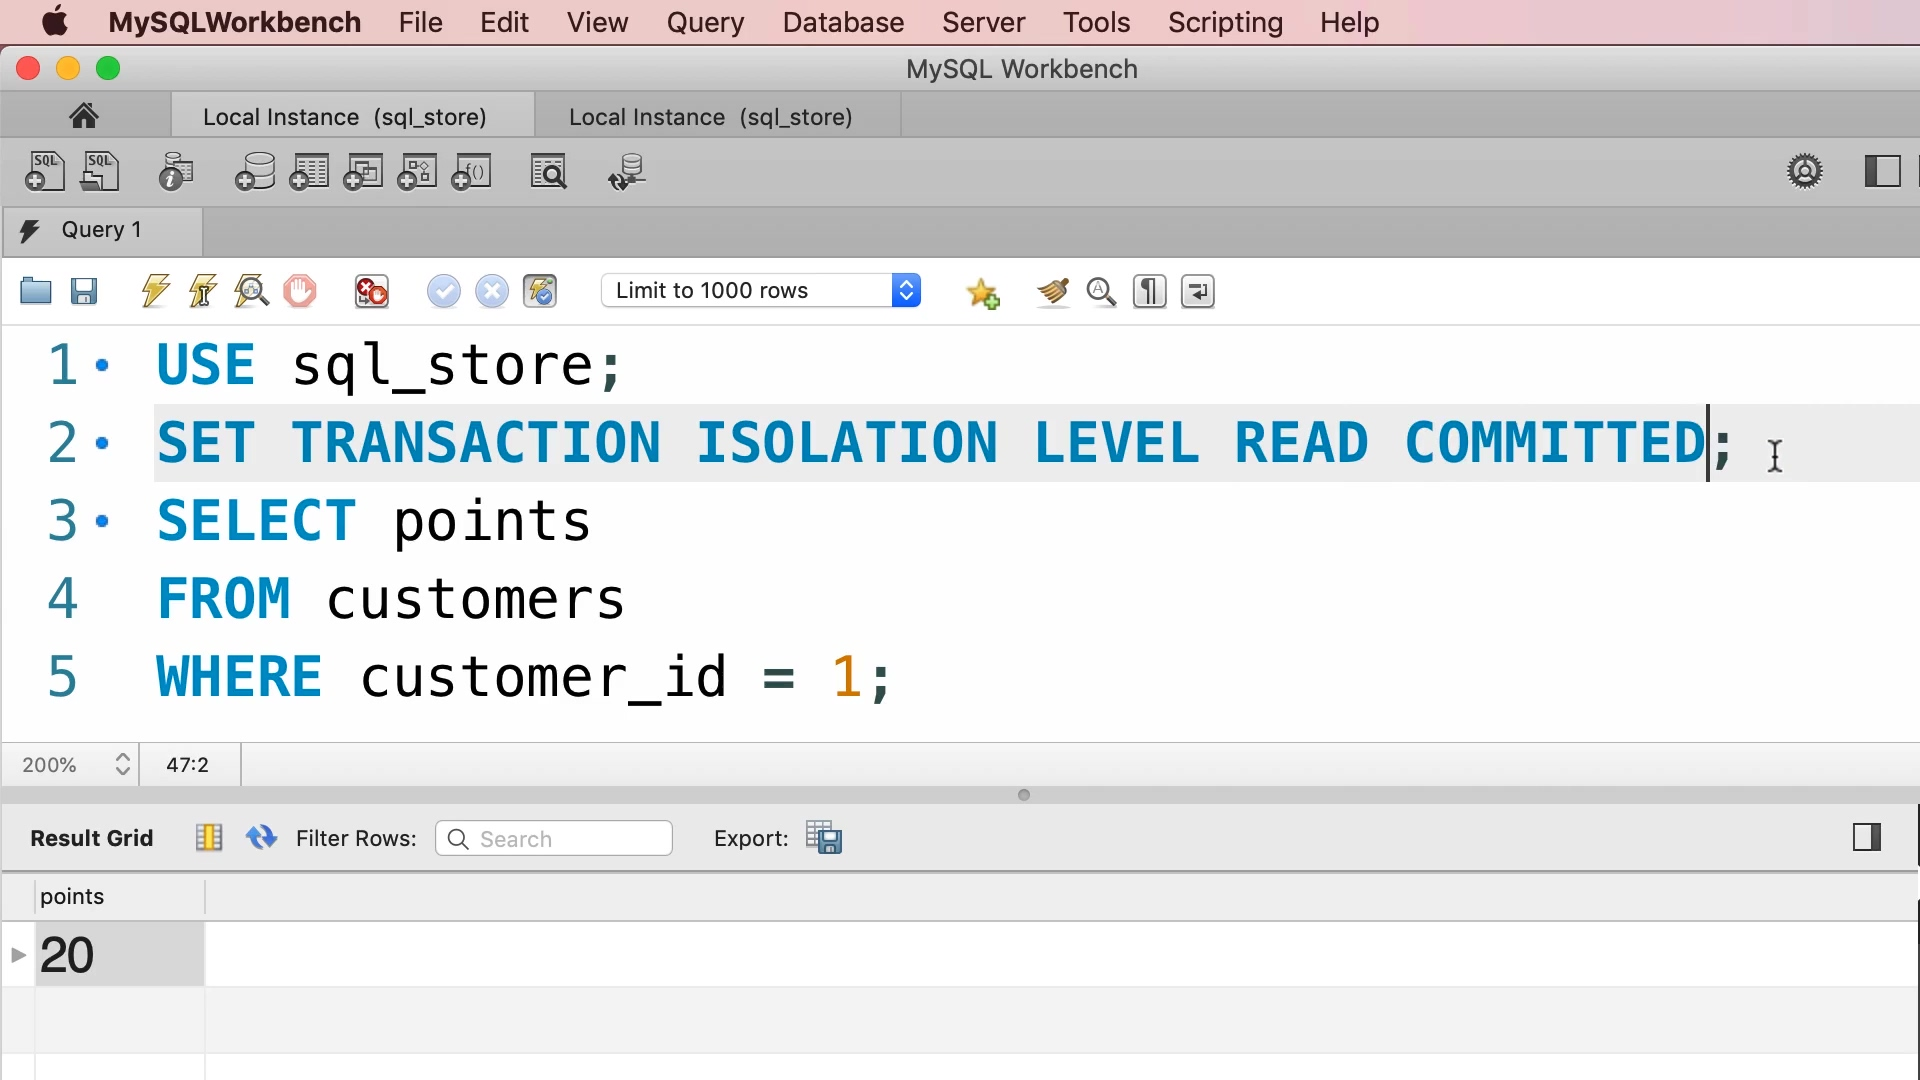 MySQLWorkbench File Edit View Query Database Server Tools Scripting Help
MySQL Workbench
Local Instance (sql_store) Local Instance (sql_store)
SQL SQL
Query 1
Limit to 1000 rows
1 USE sql_store;
2 SET TRANSACTION ISOLATION LEVEL READ COMMITTED;
3 SELECT points
4 FROM customers
5 WHERE customer_id = 1;
200% 47:2
Result Grid Filter Rows: Search Export:
points
20